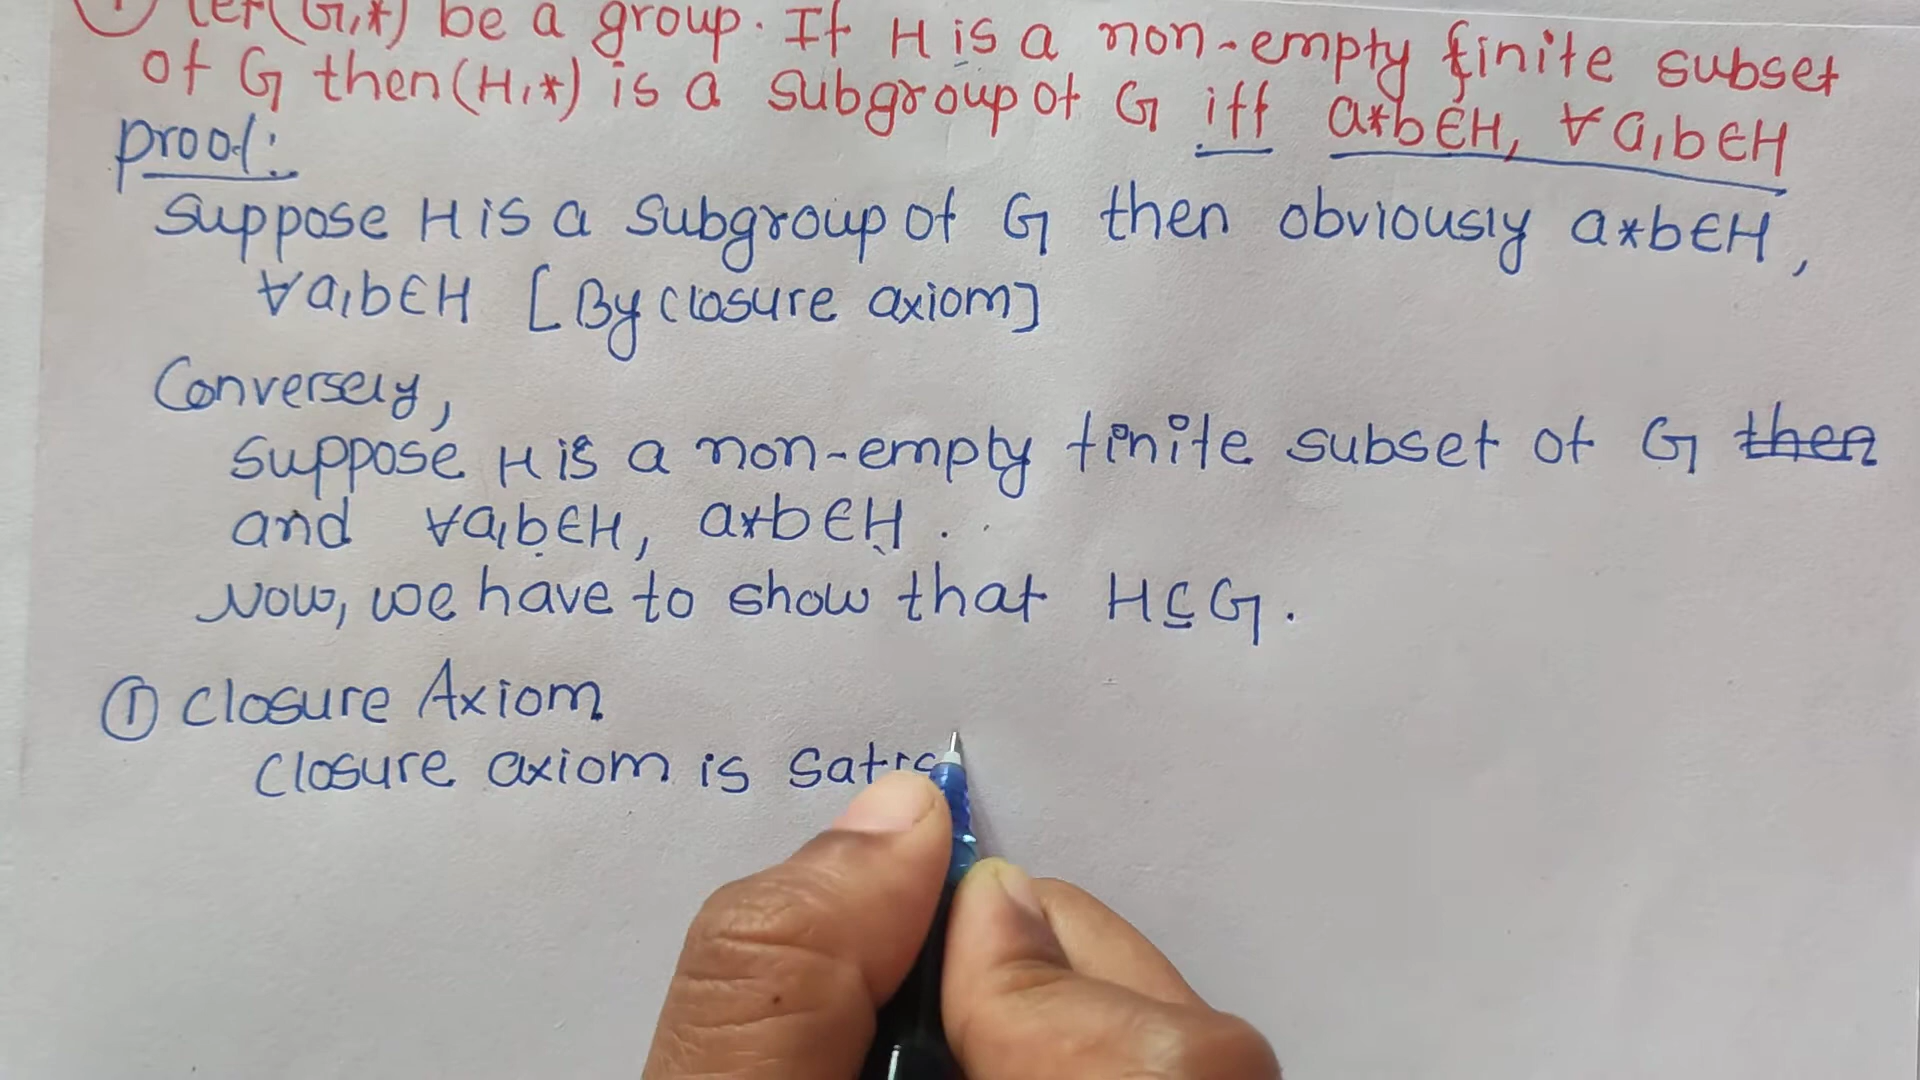 ① Let (G,*) be a group. If H is a non-empty finite subset
of G then (H,*) is a subgroup of G iff a*b∈H, ∀a,b∈H
proof:
Suppose H is a subgroup of G then obviously a*b∈H,
∀a,b∈H [By closure axiom]
Conversely,
Suppose H is a non-empty finite subset of G then
and ∀a,b∈H, a*b∈H.
Now, we have to show that H⊆G.
① Closure Axiom
Closure axiom is satis